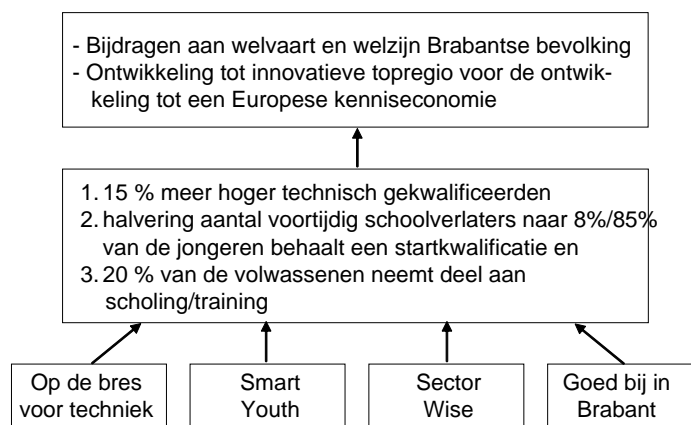 - Bijdragen aan welvaart en welzijn Brabantse bevolking
- Ontwikkeling tot innovatieve topregio voor de ontwik-
keling tot een Europese kenniseconomie
1. 15 % meer hoger technisch gekwalificeerden
2. halvering aantal voortijdig schoolverlaters naar 8%/85%
van de jongeren behaalt een startkwalificatie en
3. 20 % van de volwassenen neemt deel aan
scholing/training
Op de bres
voor techniek
Smart
Youth
Sector
Wise
Goed bij in
Brabant